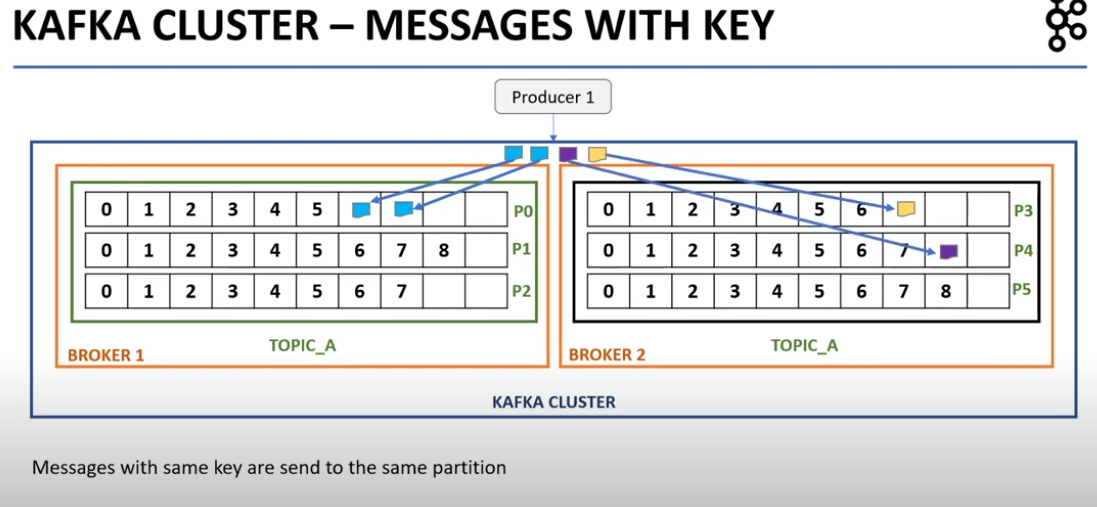 KAFKA CLUSTER – MESSAGES WITH KEY
Producer 1
0 1 2 3 4 5 P0
0 1 2 3 4 5 6 7 8 P1
0 1 2 3 4 5 6 7 P2
TOPIC_A
BROKER 1
0 1 2 3 4 5 6 P3
0 1 2 3 4 5 6 7 P4
0 1 2 3 4 5 6 7 8 P5
TOPIC_A
BROKER 2
KAFKA CLUSTER
Messages with same key are send to the same partition